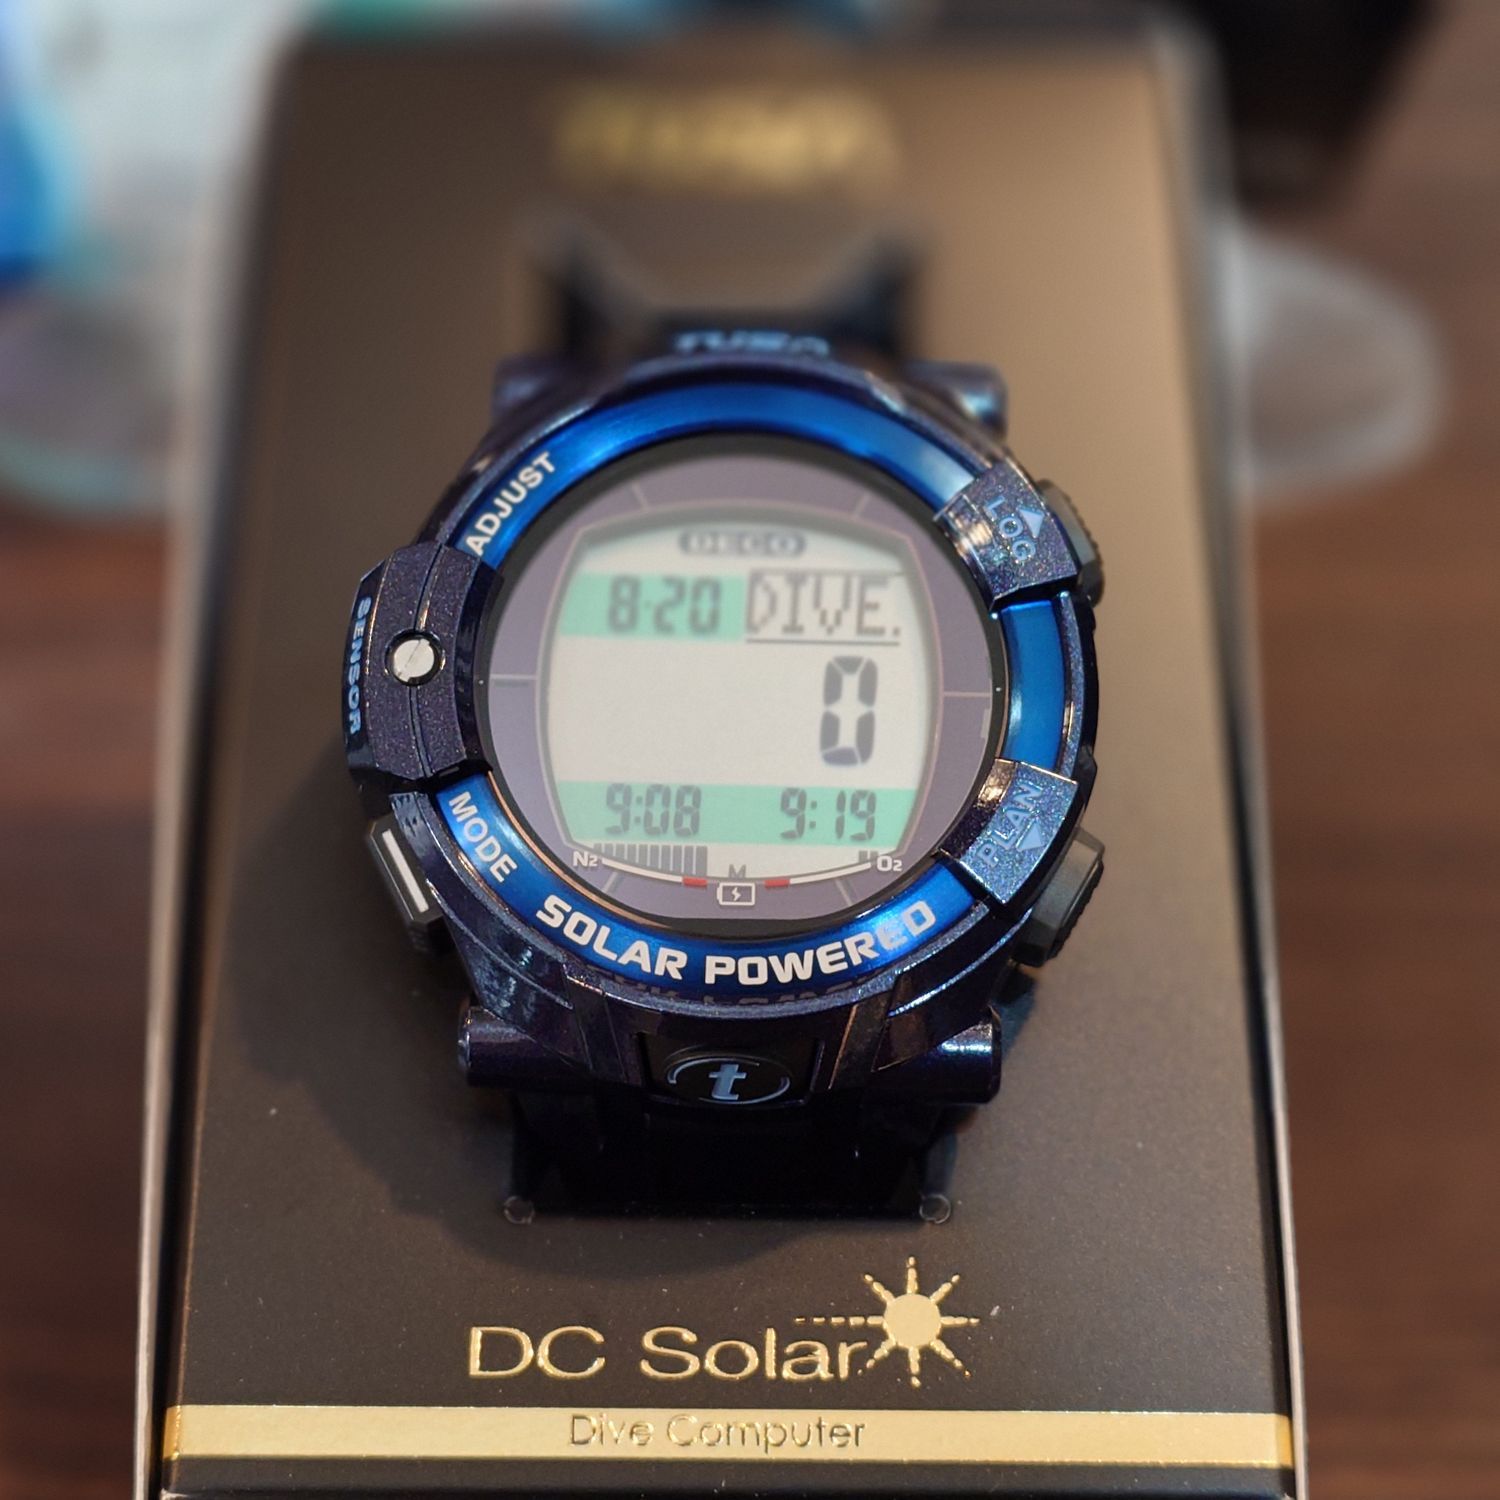 TUSA
ADJUST
LOG
DECO
8-20 DIVE.
SENSOR
0
9:08 9:19
MODE
PLAN
N2 M O2
SOLAR POWERED
t
DC Solar
Dive Computer